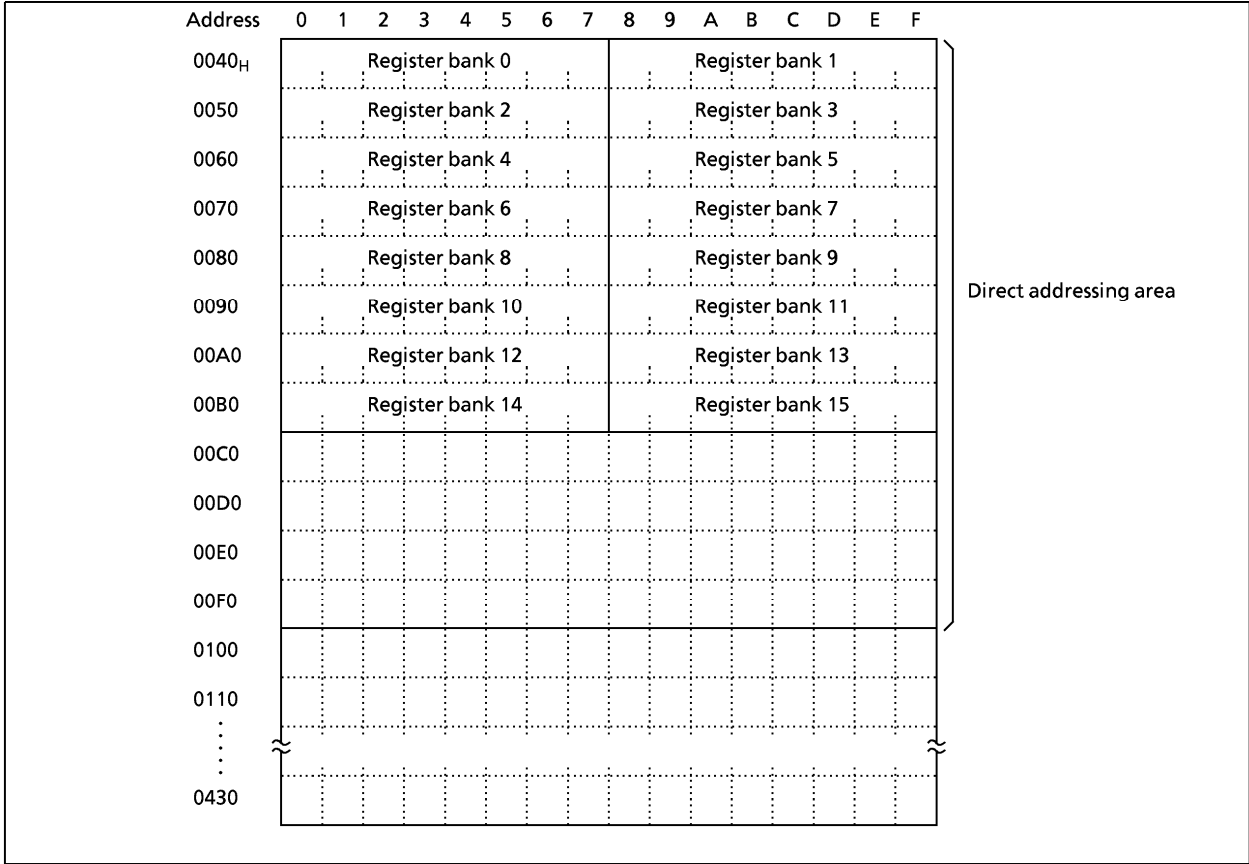 Address 0 1 2 3 4 5 6 7 8 9 A B C D E F
0040H Register bank 0 Register bank 1
0050 Register bank 2 Register bank 3
0060 Register bank 4 Register bank 5
0070 Register bank 6 Register bank 7
0080 Register bank 8 Register bank 9
Direct addressing area
0090 Register bank 10 Register bank 11
00A0 Register bank 12 Register bank 13
00B0 Register bank 14 Register bank 15
00C0
00D0
00E0
00F0
0100
0110
0430